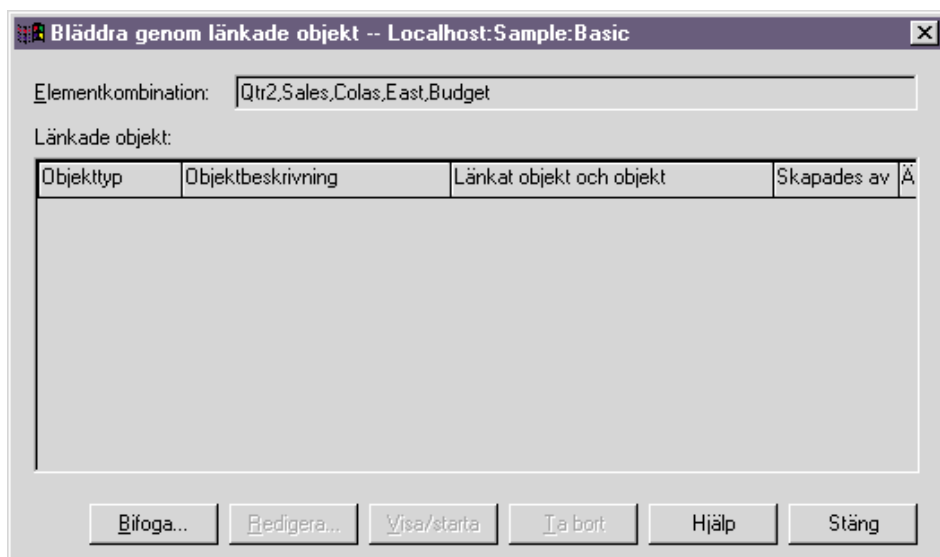 Bläddra genom länkade objekt -- Localhost:Sample:Basic
Elementkombination: Qtr2,Sales,Colas,East,Budget
Länkade objekt:
Objekttyp Objektbeskrivning Länkat objekt och objekt Skapades av Ä
Bifoga... Redigera... Visa/starta Ta bort Hjälp Stäng